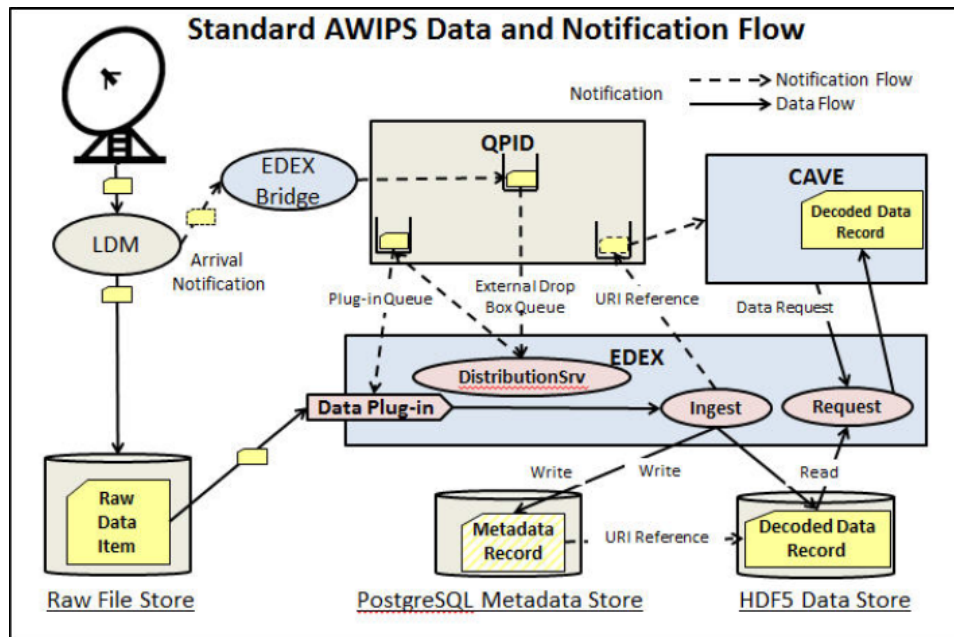 Standard AWIPS Data and Notification Flow
Notification
Notification Flow
Data Flow
QPID
EDEX
Bridge
CAVE
Decoded Data
Record
LDM
Arrival
Notification
Plug-in Queue
External Drop
Box Queue
URI Reference
Data Request
EDEX
DistributionSrv
Data Plug-in
Ingest
Request
Write
Write
Read
Raw
Data
Item
Metadata
Record
URI Reference
Decoded Data
Record
Raw File Store
PostgreSQL Metadata Store
HDF5 Data Store